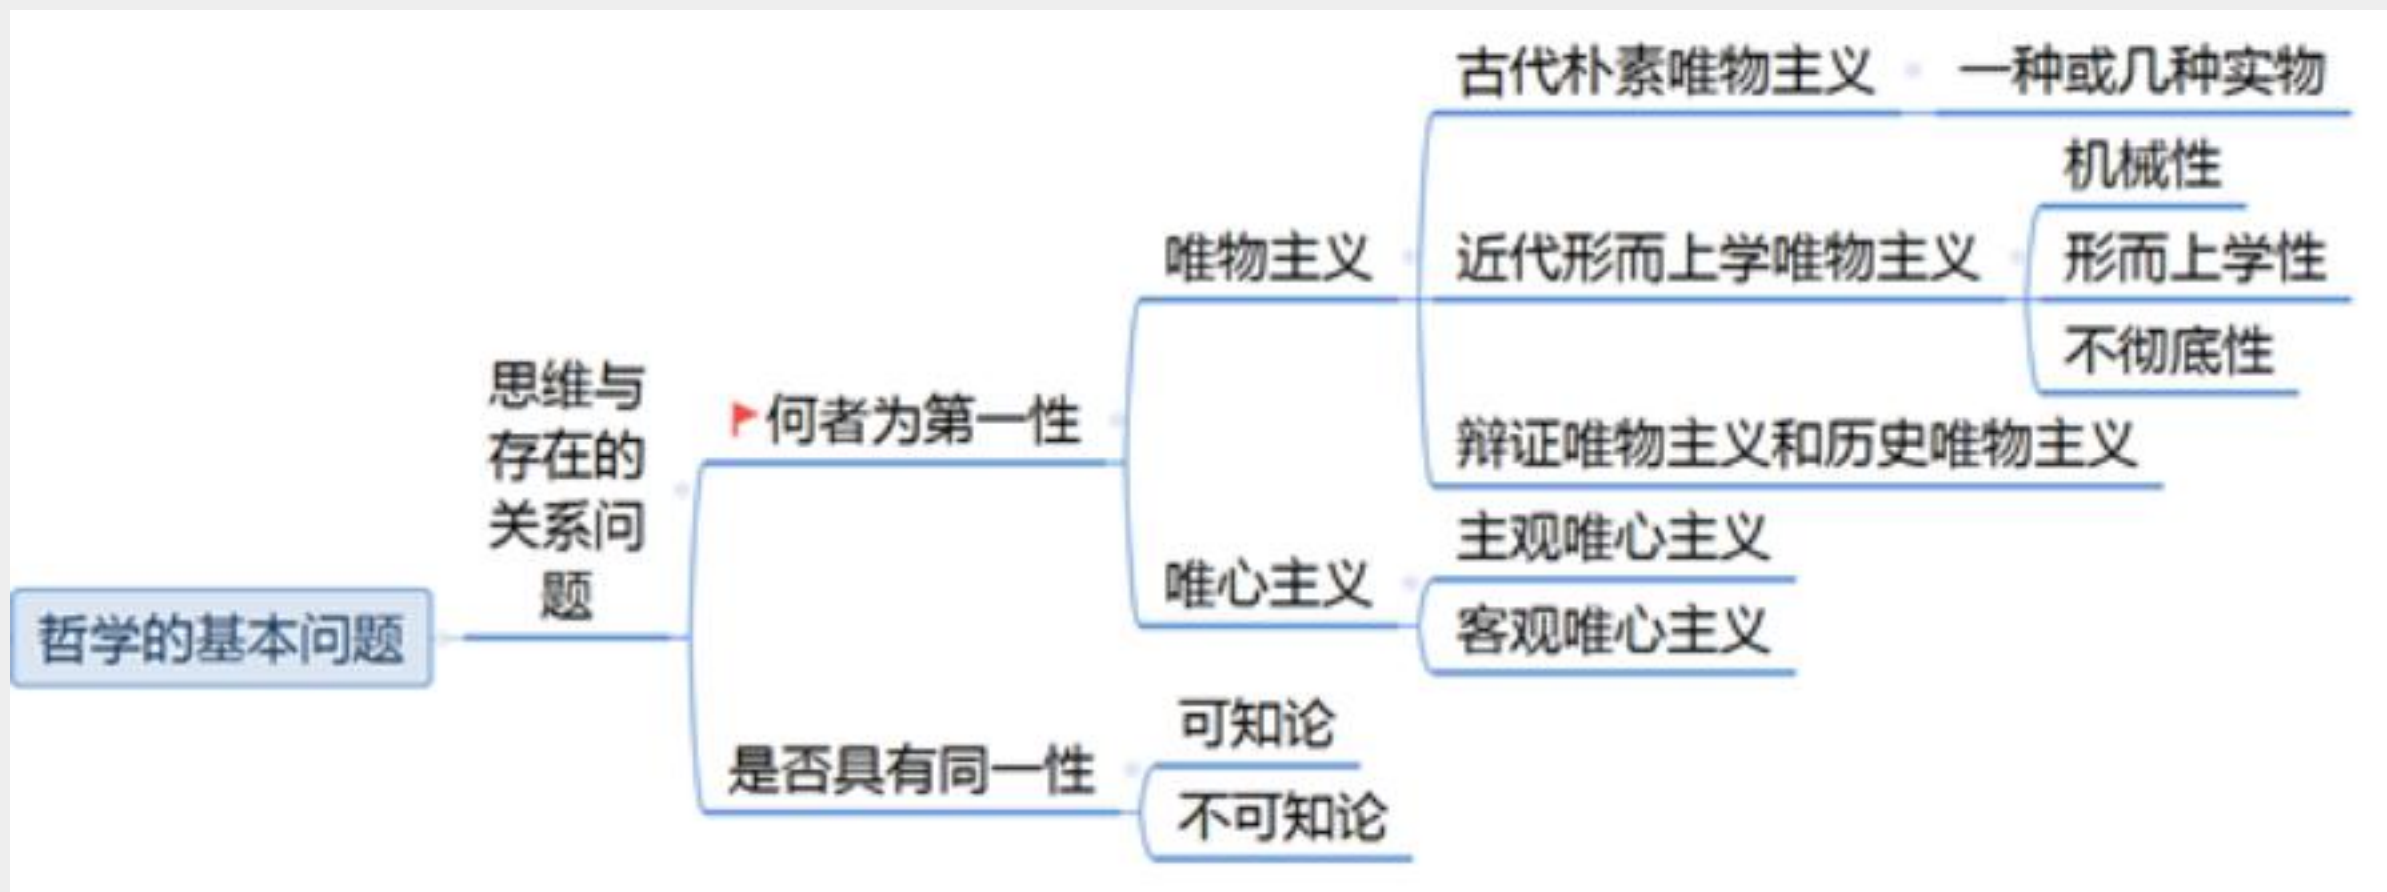 哲学的基本问题
思维与
存在的
关系问
题
何者为第一性
唯物主义
古代朴素唯物主义
一种或几种实物
近代形而上学唯物主义
机械性
形而上学性
不彻底性
辩证唯物主义和历史唯物主义
唯心主义
主观唯心主义
客观唯心主义
是否具有同一性
可知论
不可知论